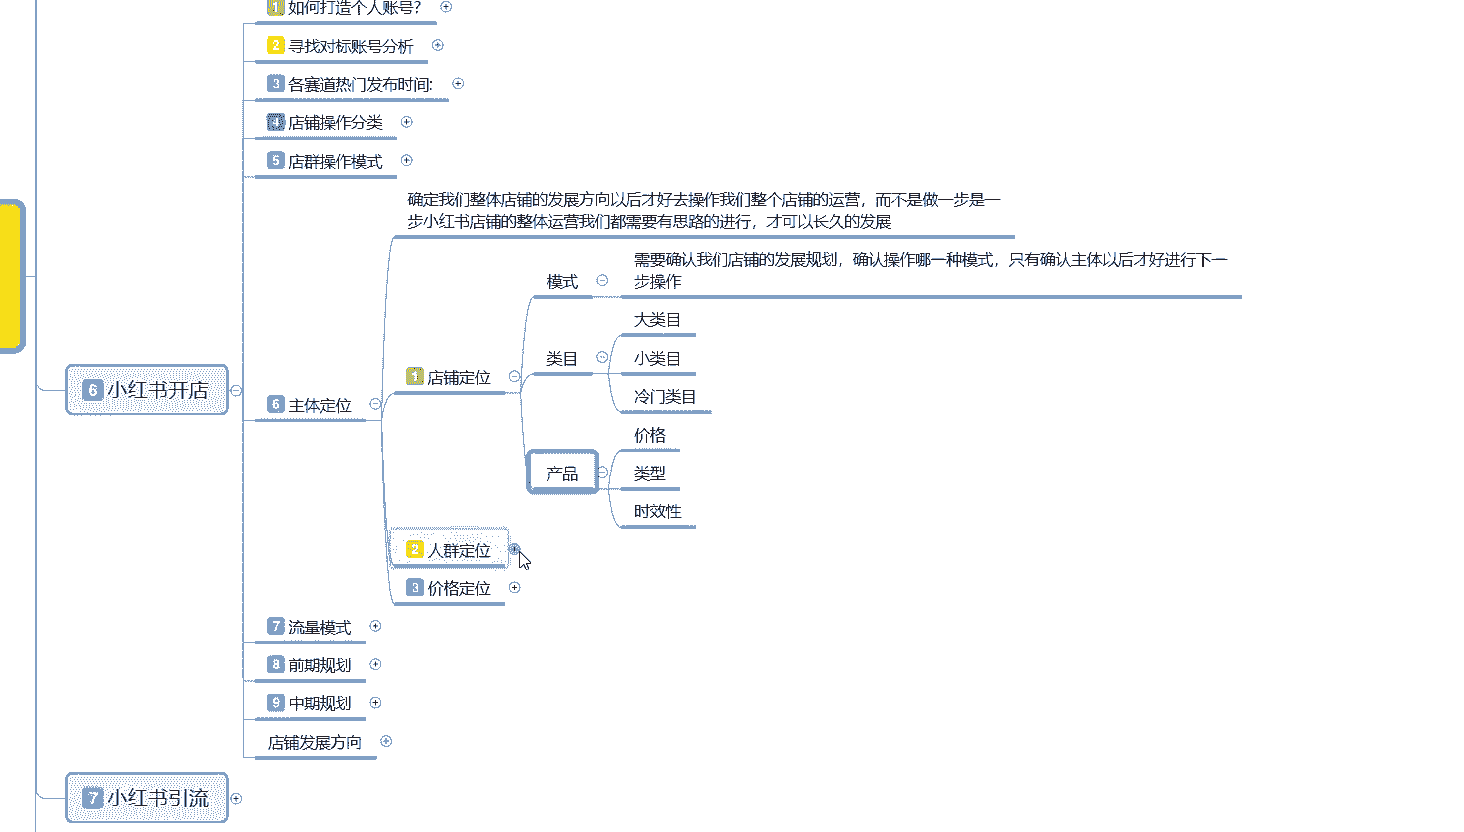 1 如何打造个人账号?
2 寻找对标账号分析
3 各赛道热门发布时间:
4 店铺操作分类
5 店群操作模式
确定我们整体店铺的发展方向以后才好去操作我们整个店铺的运营，而不是做一步是一
步小红书店铺的整体运营我们都需要有思路的进行，才可以长久的发展
需要确认我们店铺的发展规划，确认操作哪一种模式，只有确认主体以后才好进行下一
步操作
模式
大类目
类目
小类目
冷门类目
1 店铺定位
6 小红书开店
6 主体定位
价格
产品
类型
时效性
2 人群定位
3 价格定位
7 流量模式
8 前期规划
9 中期规划
店铺发展方向
7 小红书引流